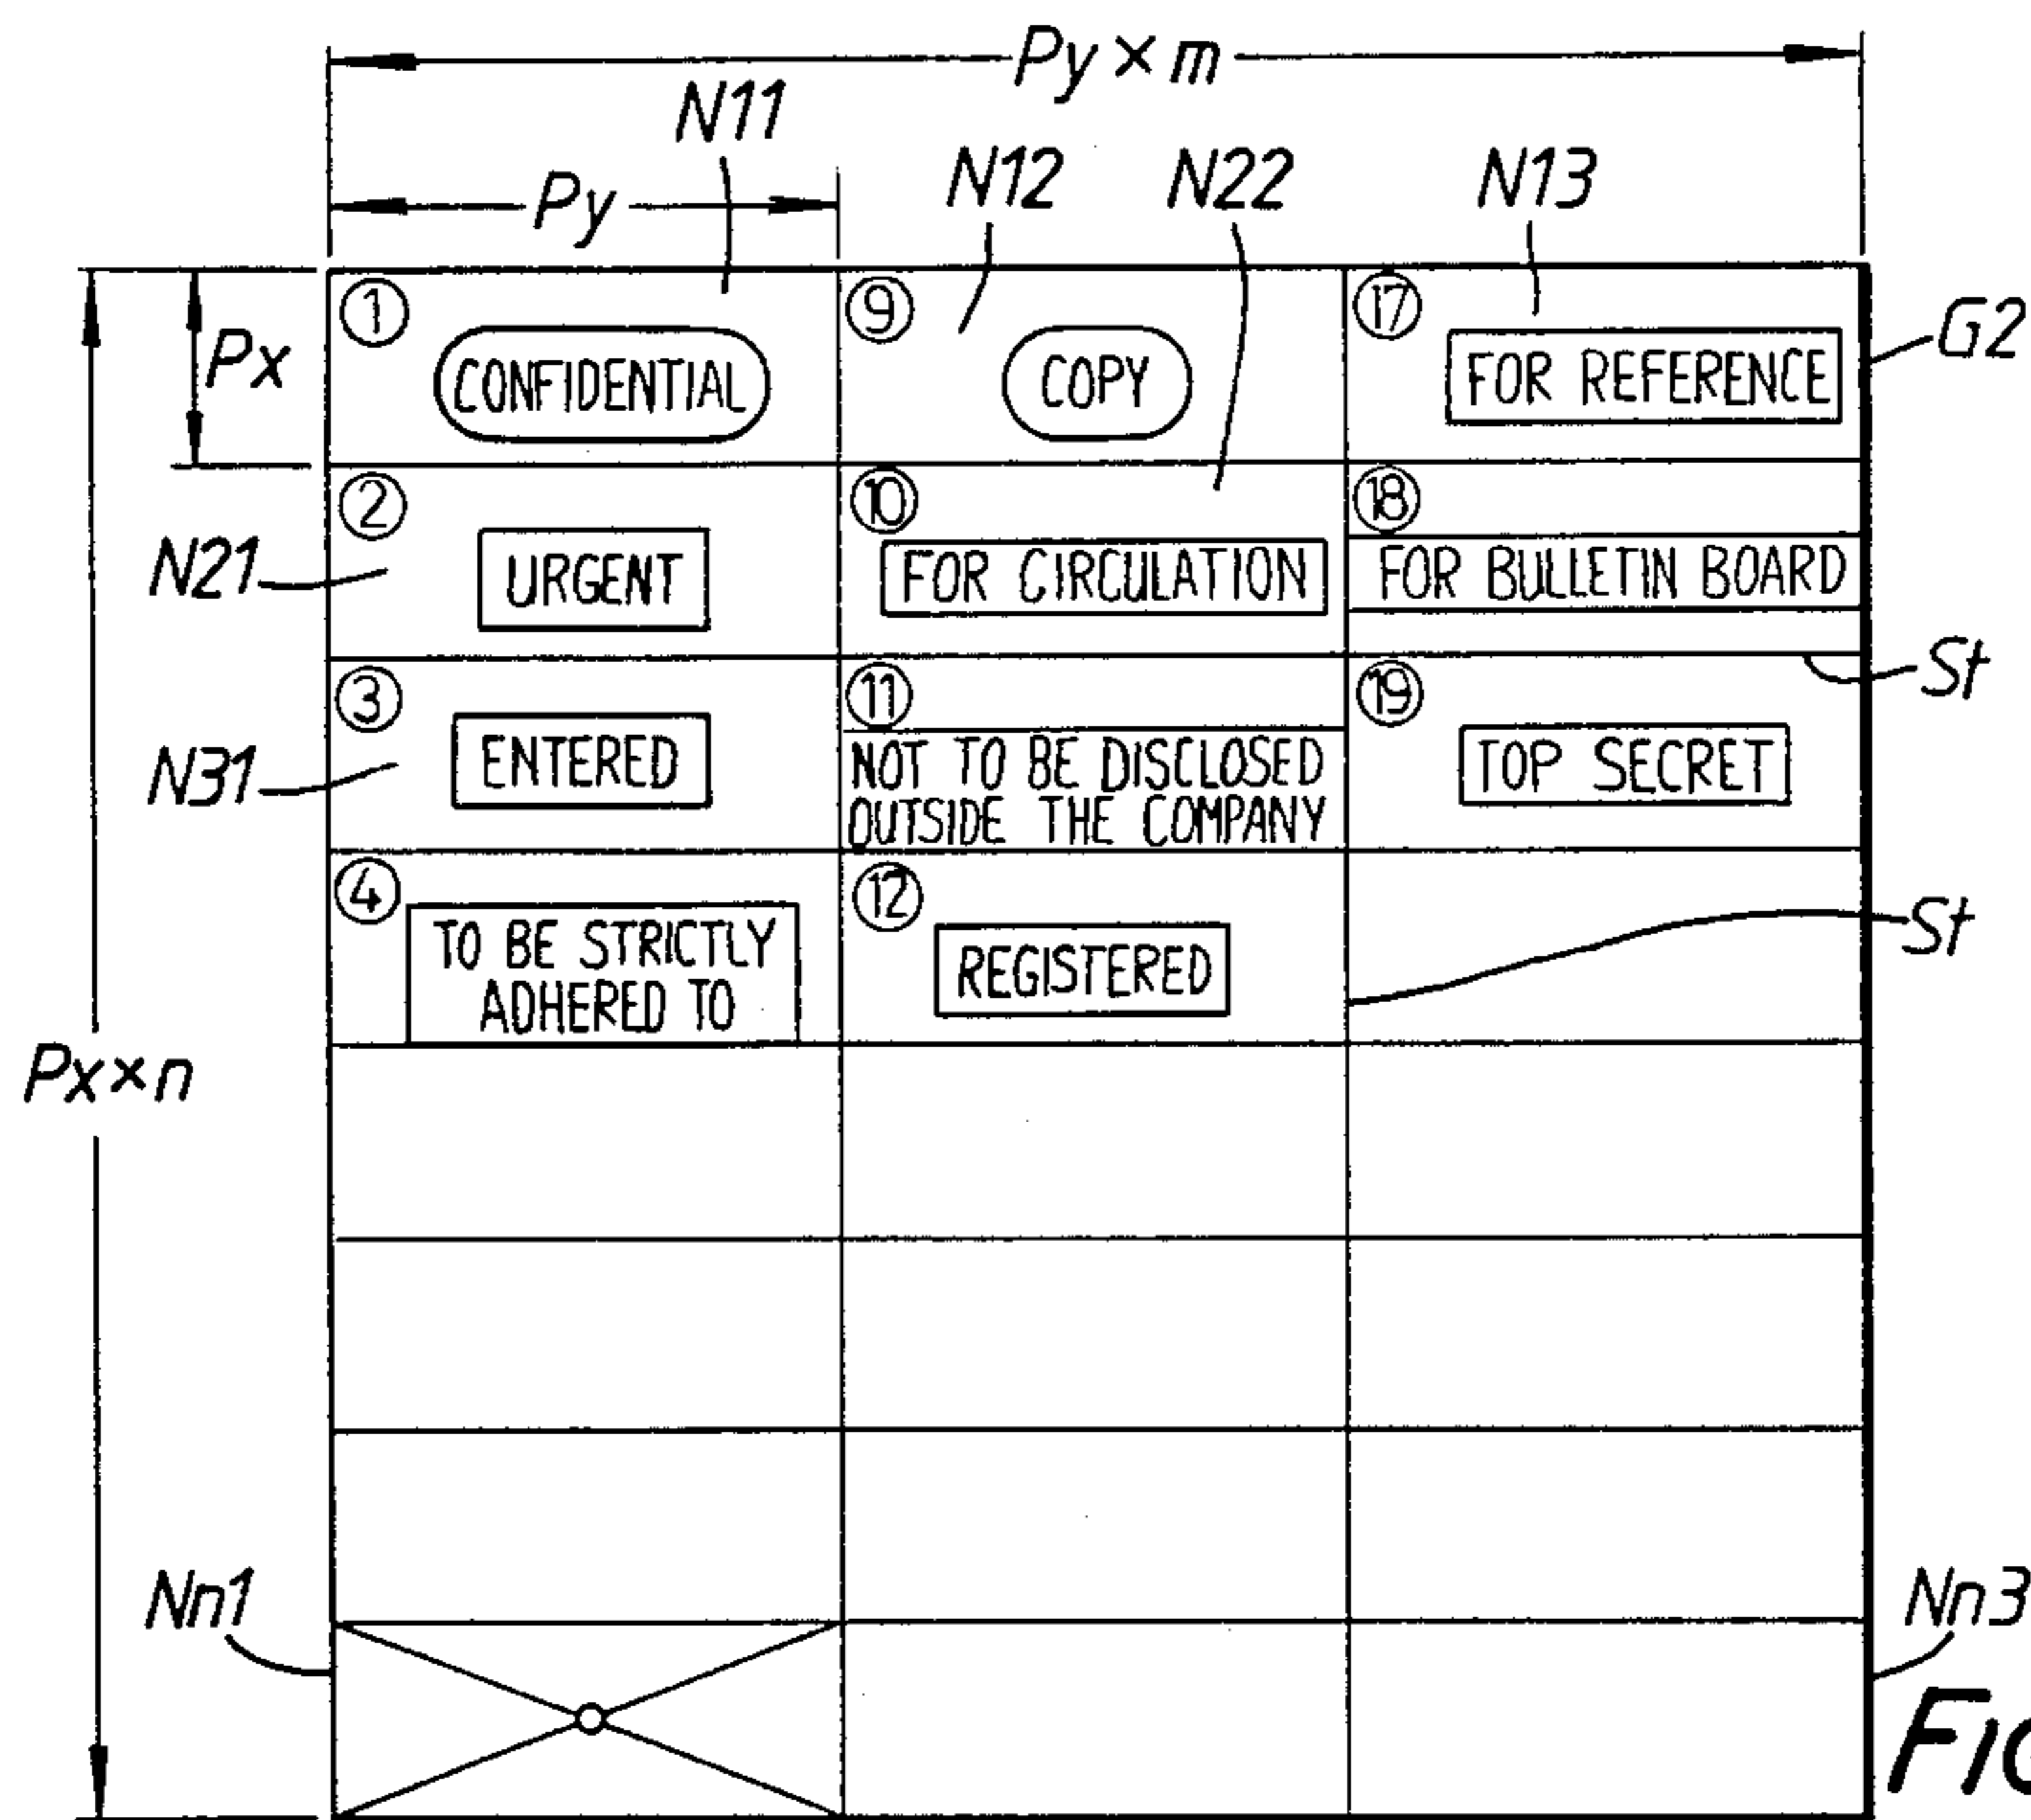 Py × m
N11
N12
N22
N13
Py
① ⑨ ⑰
Px
CONFIDENTIAL COPY FOR REFERENCE
G2
② ⑩ ⑱
N21
URGENT FOR CIRCULATION FOR BULLETIN BOARD
St
③ ⑪ ⑲
N31
ENTERED NOT TO BE DISCLOSED
OUTSIDE THE COMPANY
TOP SECRET
④ ⑫
TO BE STRICTLY
ADHERED TO
REGISTERED
St
Px×n
Nn1
Nn3